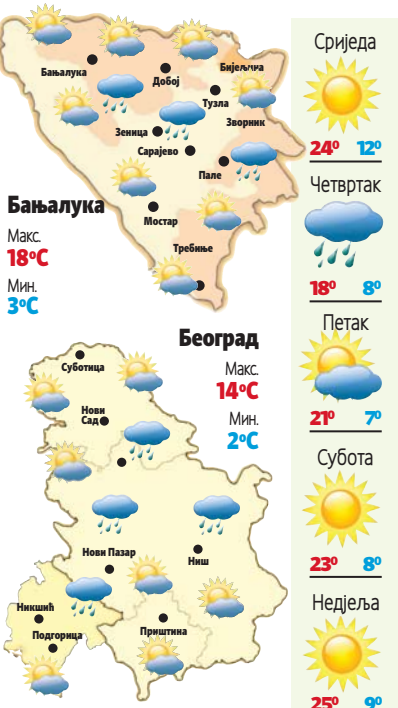 Бањалука
Добој
Бијељина
Тузла
Зворник
Зеница
Сарајево
Пале
Мостар
Требиње
Бањалука
Макс.
18°C
Мин.
3°C
Београд
Макс.
14°C
Мин.
2°C
Суботица
Нови
Сад
Нови Пазар
Ниш
Никшић
Подгорица
Приштина
Сриједа
24° 12°
Четвртак
18° 8°
Петак
21° 7°
Субота
23° 8°
Недјеља
25° 9°